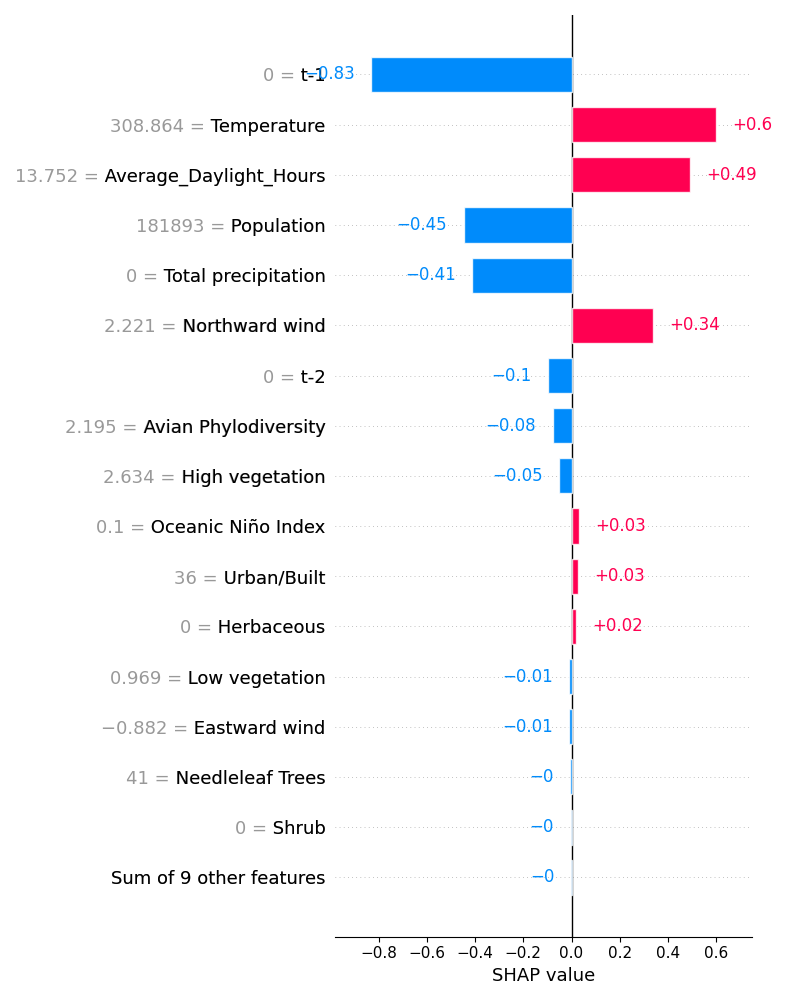 0 = t-1 −0.83
308.864 = Temperature +0.6
13.752 = Average_Daylight_Hours +0.49
181893 = Population −0.45
0 = Total precipitation −0.41
2.221 = Northward wind +0.34
0 = t-2 −0.1
2.195 = Avian Phylodiversity −0.08
2.634 = High vegetation −0.05
0.1 = Oceanic Niño Index +0.03
36 = Urban/Built +0.03
0 = Herbaceous +0.02
0.969 = Low vegetation −0.01
−0.882 = Eastward wind −0.01
41 = Needleleaf Trees −0
0 = Shrub −0
Sum of 9 other features −0
−0.8 −0.6 −0.4 −0.2 0.0 0.2 0.4 0.6
SHAP value